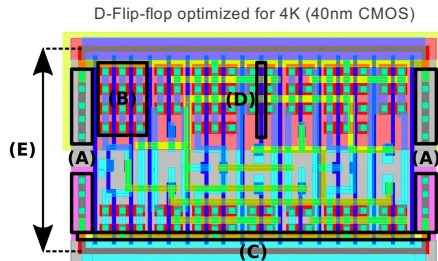 D-Flip-flop optimized for 4K (40nm CMOS)
(B)
(D)
(E)
(A)
(A)
(C)